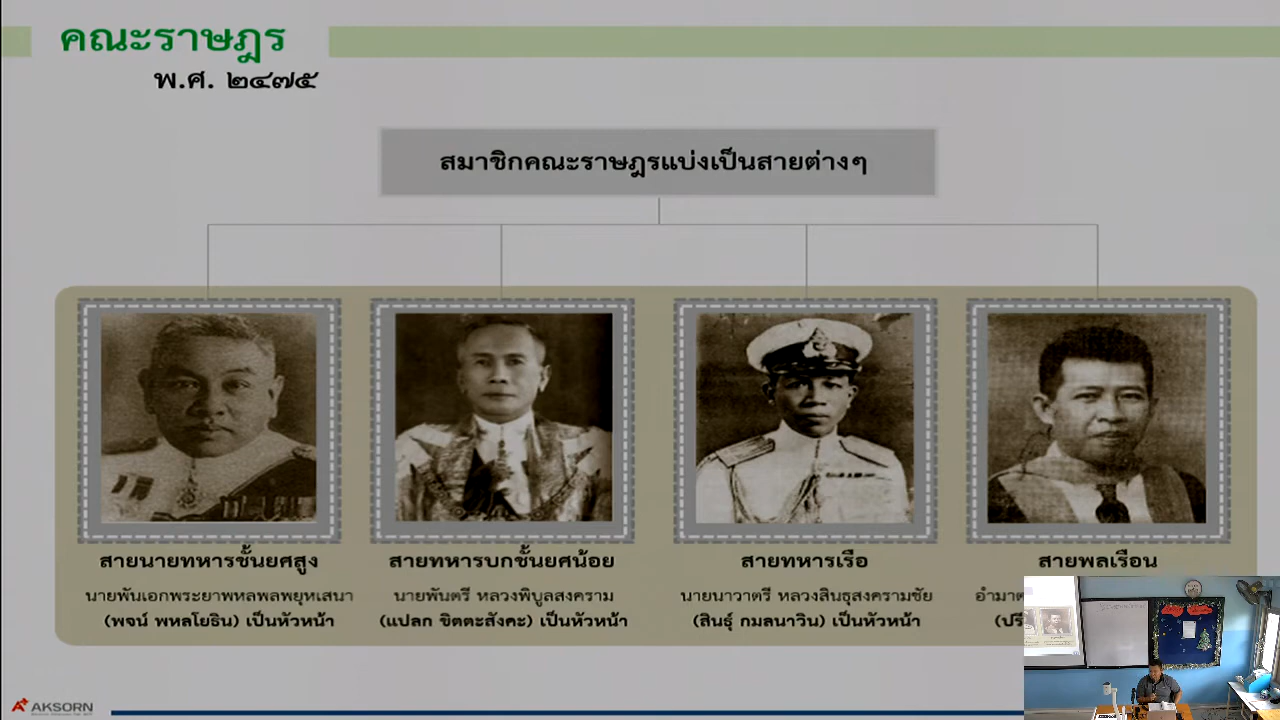 คณะราษฎร
พ.ศ. ๒๔๗๕
สมาชิกคณะราษฎรแบ่งเป็นสายต่างๆ
สายนายทหารชั้นยศสูง
นายพันเอกพระยาพหลพลพยุหเสนา
(พจน์ พหลโยธิน) เป็นหัวหน้า
สายทหารบกชั้นยศน้อย
นายพันตรี หลวงพิบูลสงคราม
(แปลก ขิตตะสังคะ) เป็นหัวหน้า
สายทหารเรือ
นายนาวาตรี หลวงสินธุสงครามชัย
(สินธุ์ กมลนาวิน) เป็นหัวหน้า
สายพลเรือน
อำมาต
(ปรี
AKSORN